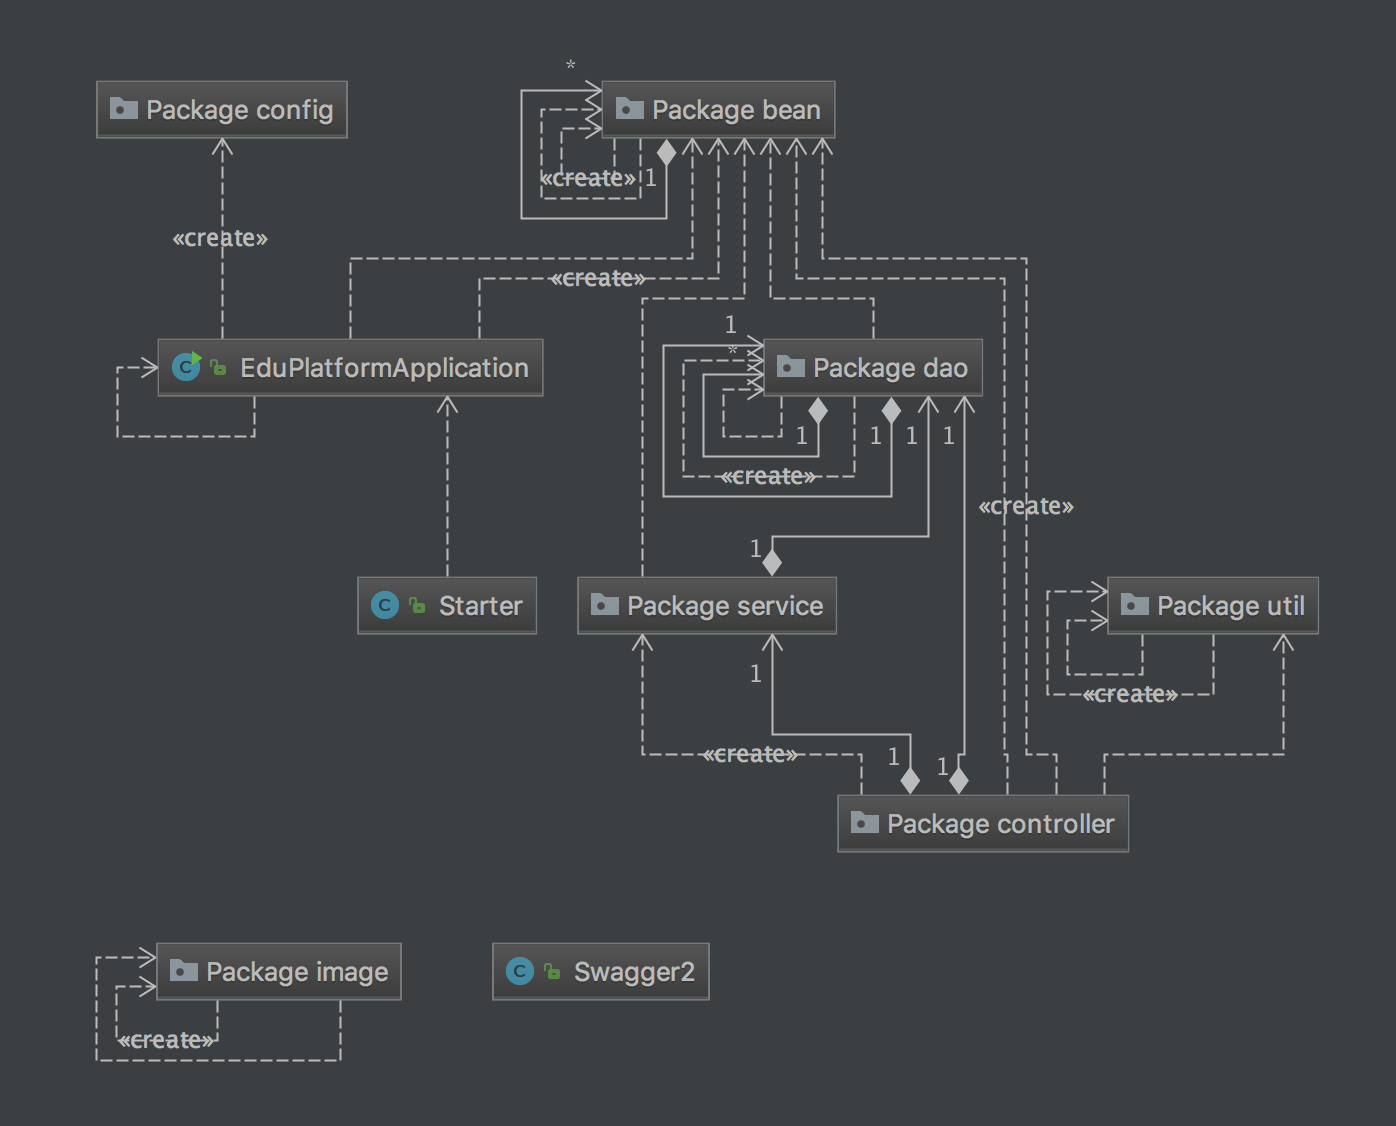 *
Package config
Package bean
«create»
1
«create»
«create»
1
*
EduPlatformApplication
Package dao
1
1
1
1
«create»
«create»
1
Starter
Package service
Package util
1
«create»
«create»
1
1
Package controller
Package image
Swagger2
«create»